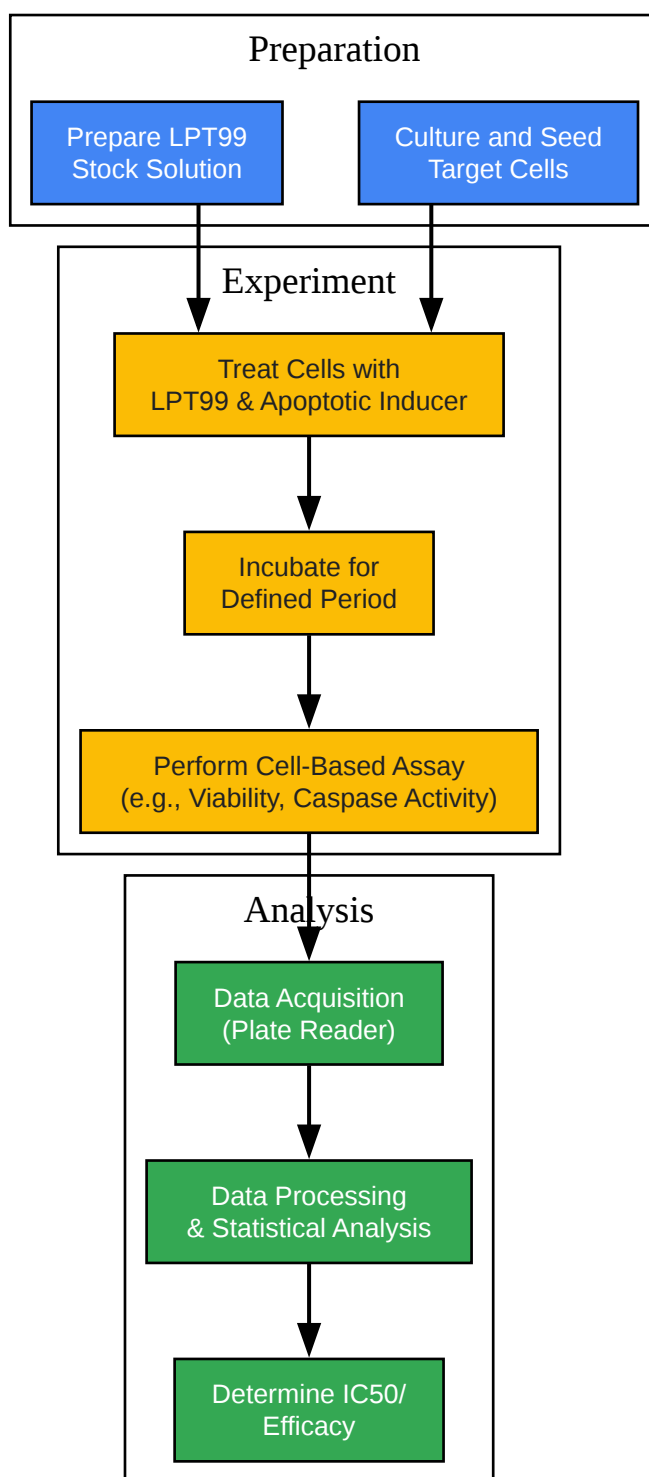 Preparation
Prepare LPT99
Stock Solution
Culture and Seed
Target Cells
Experiment
Treat Cells with
LPT99 & Apoptotic Inducer
Incubate for
Defined Period
Perform Cell-Based Assay
(e.g., Viability, Caspase Activity)
Analysis
Data Acquisition
(Plate Reader)
Data Processing
& Statistical Analysis
Determine IC50/
Efficacy